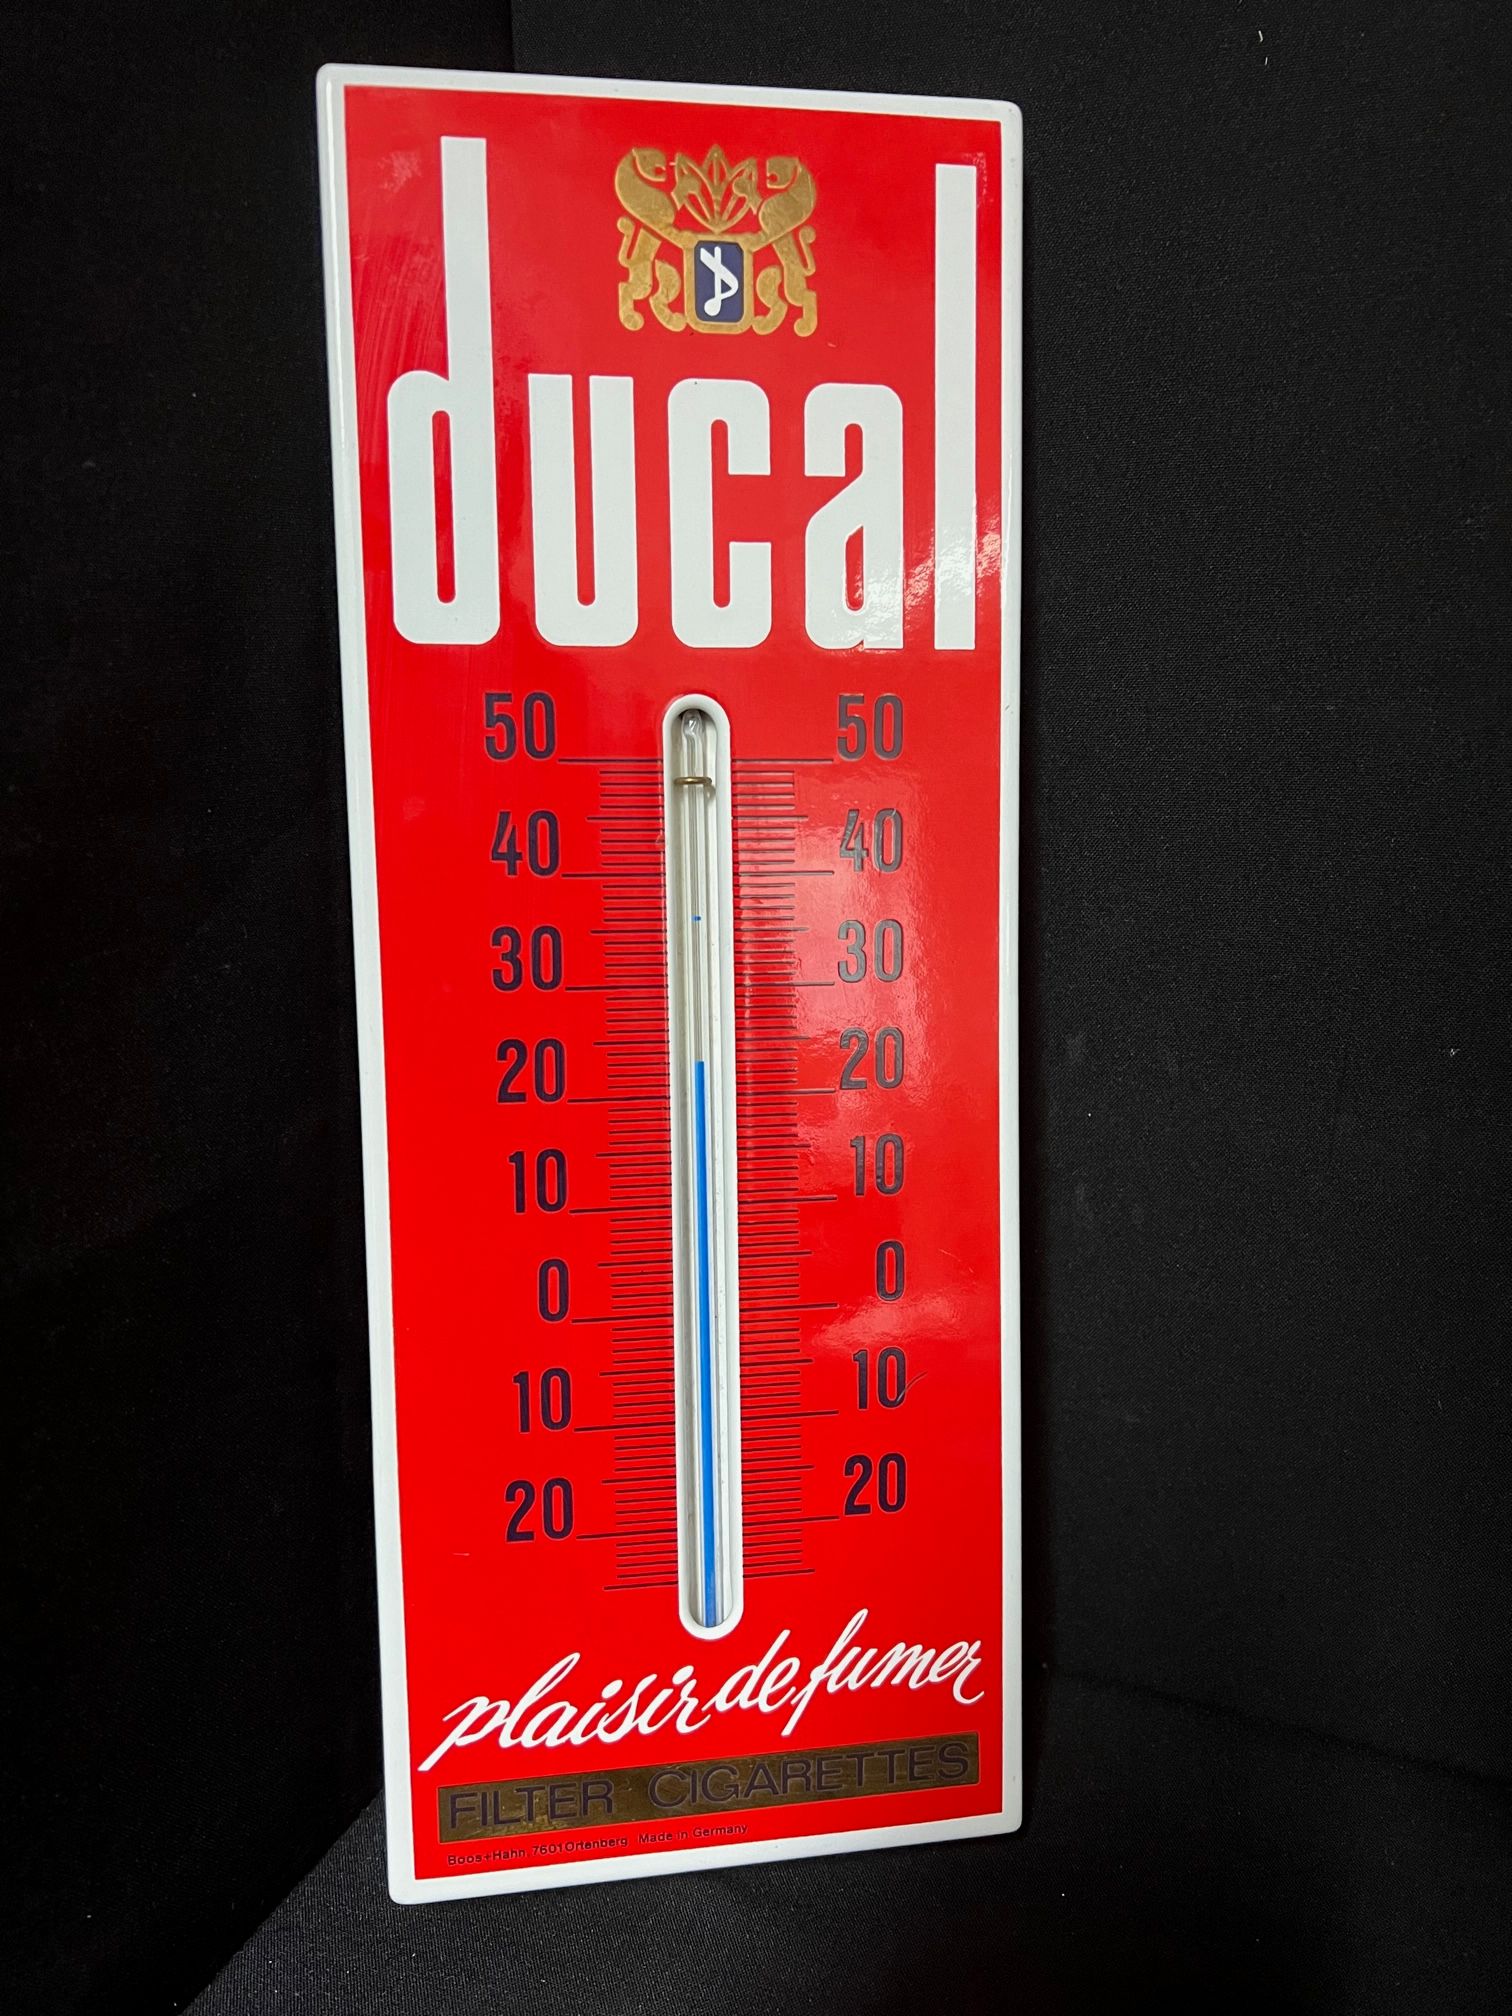 ducal
50 50
40 40
30 30
20 20
10 10
0 0
10 10
20 20
plaisir de fumer
FILTER CIGARETTES
Boos+Hahn, 7601 Ortenberg Made in Germany